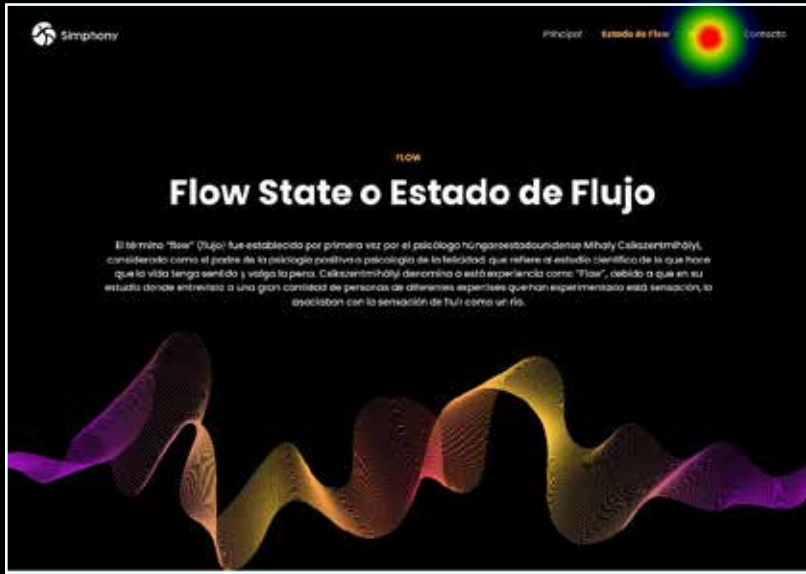 Simphony
Principal
Estado de Flow
Contacto
FLOW
Flow State o Estado de Flujo
El término "flow" (flujo) fue establecido por primera vez por el psicólogo húngaroestadounidense Mihaly Csikszentmihályi,
considerado como el padre de la psicología positiva o psicología de la felicidad que refiere al estudio científico de lo que hace
que la vida tenga sentido y valga la pena. Csikszentmihályi denomina a está experiencia como "Flow", debido a que en su
estudio donde entrevisto a una gran cantidad de personas de diferentes expertises que han experimentado está sensación, lo
asociaban con la sensación de fluir como un río.